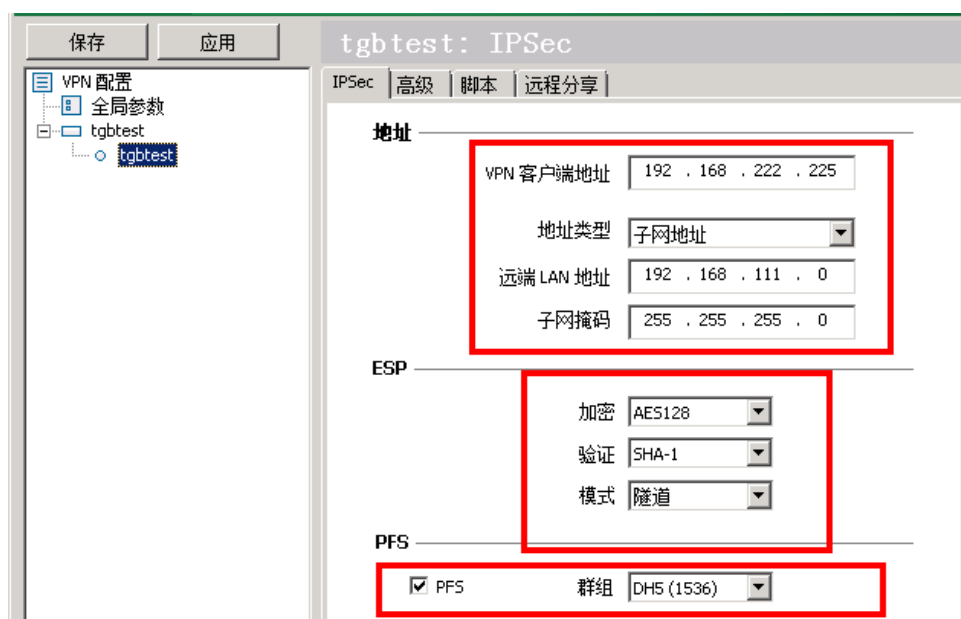 保存 应用
tgbtest: IPSec
VPN 配置
全局参数
tgbtest
tgbtest
IPSec 高级 脚本 远程分享
地址
VPN 客户端地址 192 . 168 . 222 . 225
地址类型 子网地址
远端 LAN 地址 192 . 168 . 111 . 0
子网掩码 255 . 255 . 255 . 0
ESP
加密 AES128
验证 SHA-1
模式 隧道
PFS
PFS 群组 DH5 (1536)